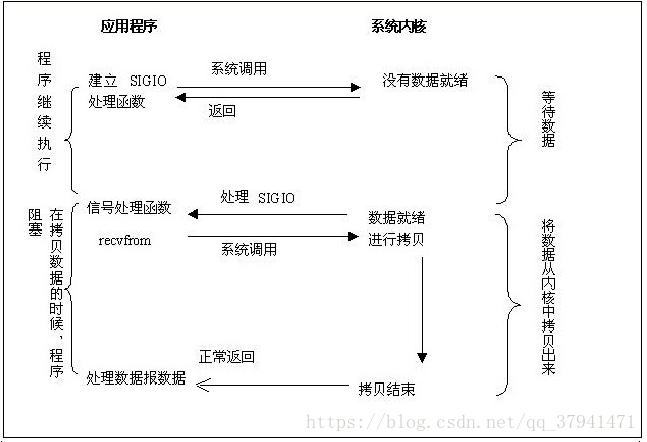 应用程序
系统内核
程序继续执行
建立 SIGIO
处理函数
系统调用
没有数据就绪
返回
等待数据
信号处理函数
处理 SIGIO
数据就绪
recvfrom
系统调用
进行拷贝
在拷贝数据的时候，程序
阻塞
将数据从内核中拷贝出来
处理数据报数据
正常返回
拷贝结束
https://blog.csdn.net/qq_37941471